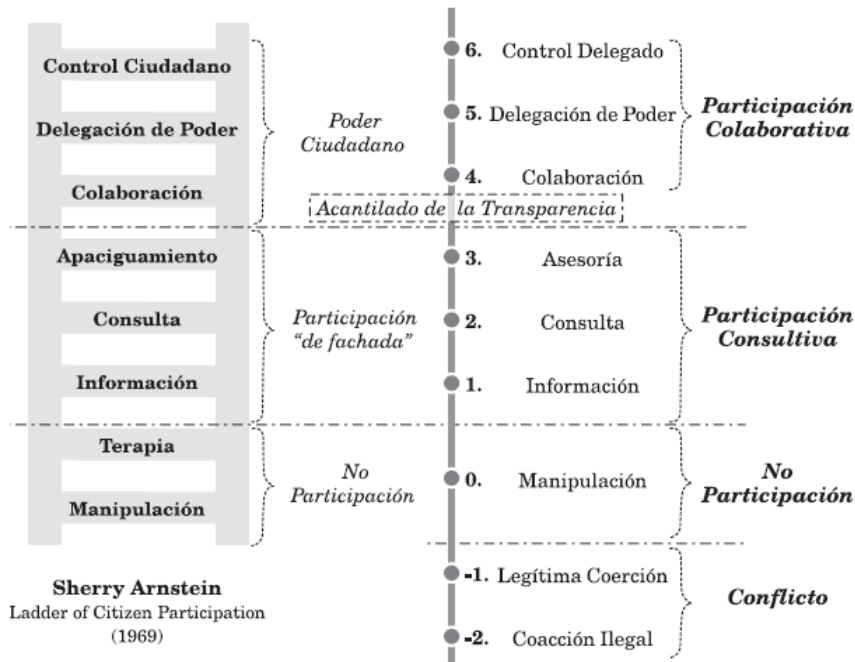 Control Ciudadano
Delegación de Poder
Colaboración
Poder
Ciudadano
Apaciguamiento
Consulta
Información
Participación
“de fachada”
Terapia
Manipulación
No
Participación
Sherry Arnstein
Ladder of Citizen Participation
(1969)
6. Control Delegado
5. Delegación de Poder
4. Colaboración
Participación
Colaborativa
Acantilado de la Transparencia
3. Asesoría
2. Consulta
1. Información
Participación
Consultiva
0. Manipulación
No
Participación
-1. Legítima Coerción
-2. Coacción Ilegal
Conflicto